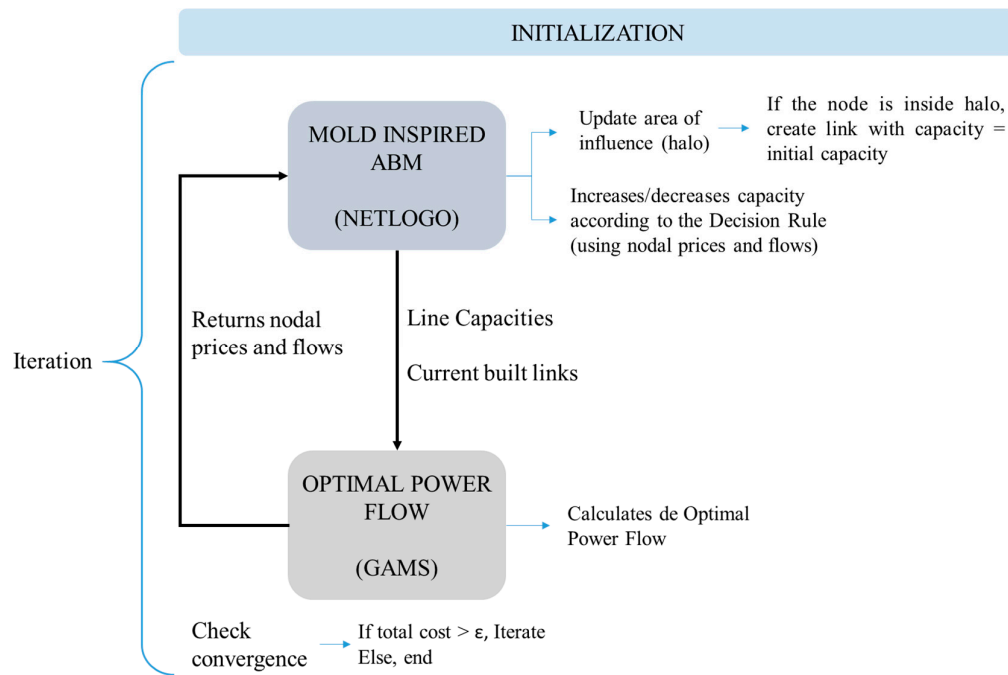 INITIALIZATION
MOLD INSPIRED
ABM
(NETLOGO)
Update area of
influence (halo)
If the node is inside halo,
create link with capacity =
initial capacity
Increases/decreases capacity
according to the Decision Rule
(using nodal prices and flows)
Returns nodal
prices and flows
Line Capacities
Current built links
Iteration
OPTIMAL POWER
FLOW
(GAMS)
Calculates de Optimal
Power Flow
Check
convergence
If total cost > ε, Iterate
Else, end